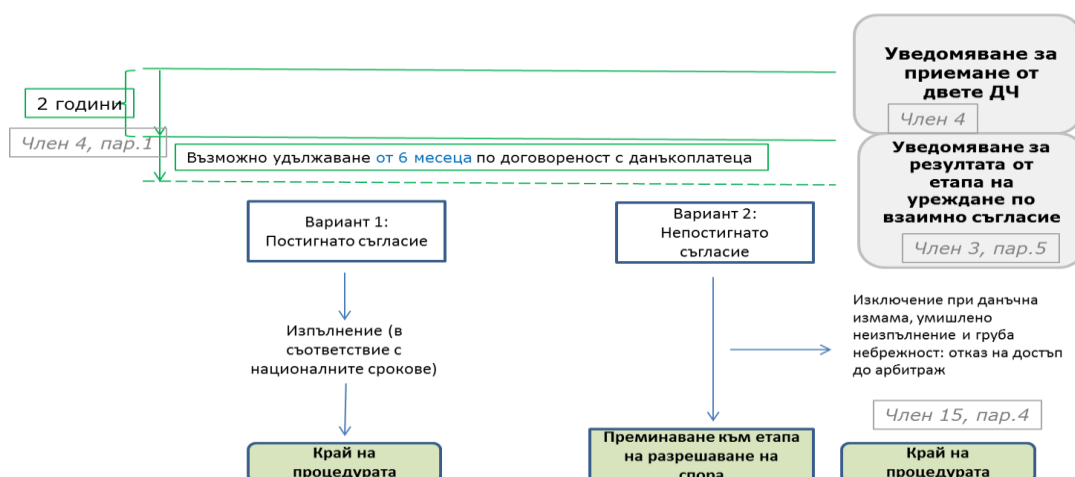 Уведомяване за
приемане от
двете ДЧ
Член 4
2 години
Член 4, пар.1
Възможно удължаване от 6 месеца по договореност с данъкоплатеца
Уведомяване за
резултата от
етапа на
уреждане по
взаимно съгласие
Член 3, пар.5
Вариант 1:
Постигнато съгласие
Вариант 2:
Непостигнато
съгласие
Изпълнение (в
съответствие с
националните срокове)
Изключение при данъчна
измама, умишлено
неизпълнение и груба
небрежност: отказ на достъп
до арбитраж
Член 15, пар.4
Край на
процедурата
Преминаване към етапа
на разрешаване на
спора
Край на
процедурата